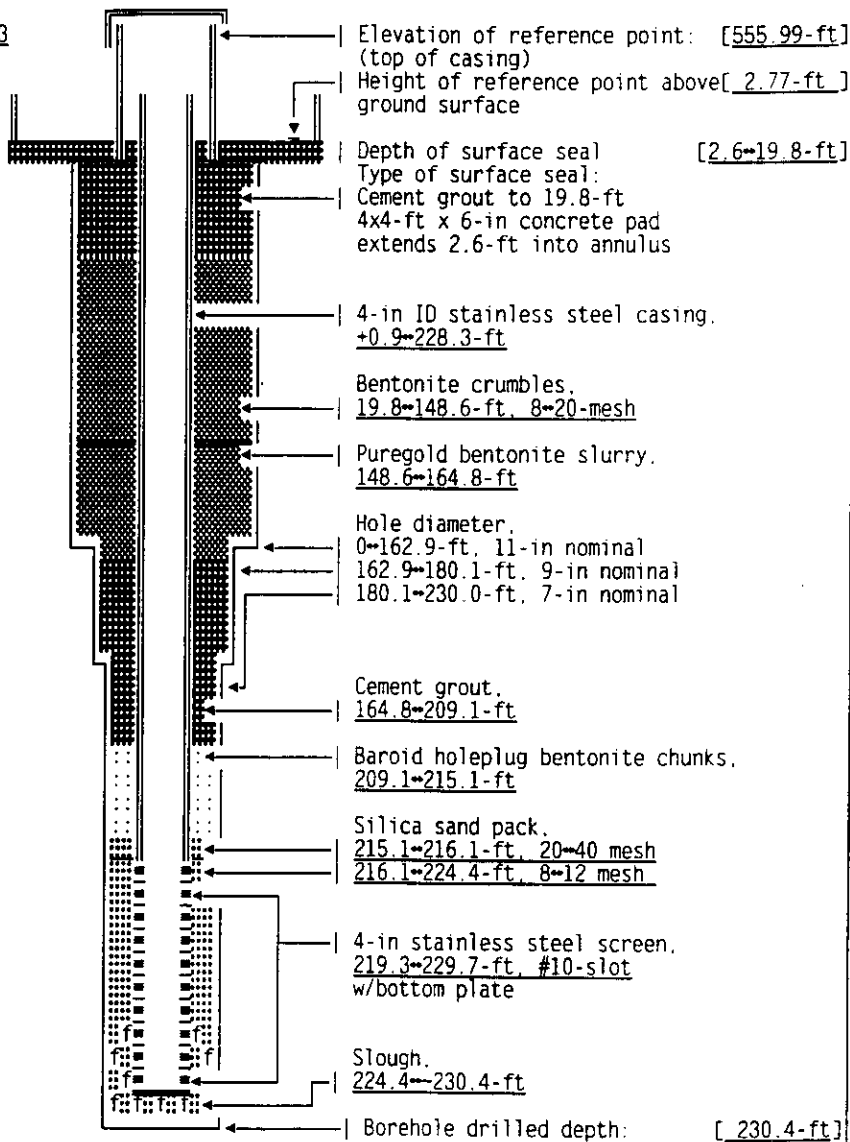 3
Elevation of reference point: [555.99-ft]
(top of casing)
Height of reference point above[ 2.77-ft ]
ground surface
Depth of surface seal [2.6↔19.8-ft]
Type of surface seal:
Cement grout to 19.8-ft
4x4-ft x 6-in concrete pad
extends 2.6-ft into annulus
4-in ID stainless steel casing,
+0.9↔228.3-ft
Bentonite crumbles,
19.8↔148.6-ft, 8↔20-mesh
Puregold bentonite slurry,
148.6↔164.8-ft
Hole diameter,
0↔162.9-ft, 11-in nominal
162.9↔180.1-ft, 9-in nominal
180.1↔230.0-ft, 7-in nominal
Cement grout,
164.8↔209.1-ft
Baroid holeplug bentonite chunks,
209.1↔215.1-ft
Silica sand pack,
215.1↔216.1-ft, 20↔40 mesh
216.1↔224.4-ft, 8↔12 mesh
4-in stainless steel screen,
219.3↔229.7-ft, #10-slot
w/bottom plate
f
f f
Slough,
f
224.4↔~230.4-ft
f f f f
Borehole drilled depth: [ 230.4-ft]